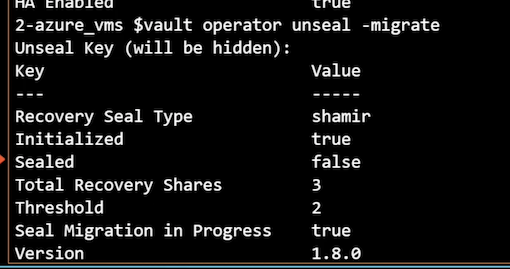 HA Enabled true
2-azure_vms $vault operator unseal -migrate
Unseal Key (will be hidden):
Key Value
--- -----
Recovery Seal Type shamir
Initialized true
Sealed false
Total Recovery Shares 3
Threshold 2
Seal Migration in Progress true
Version 1.8.0